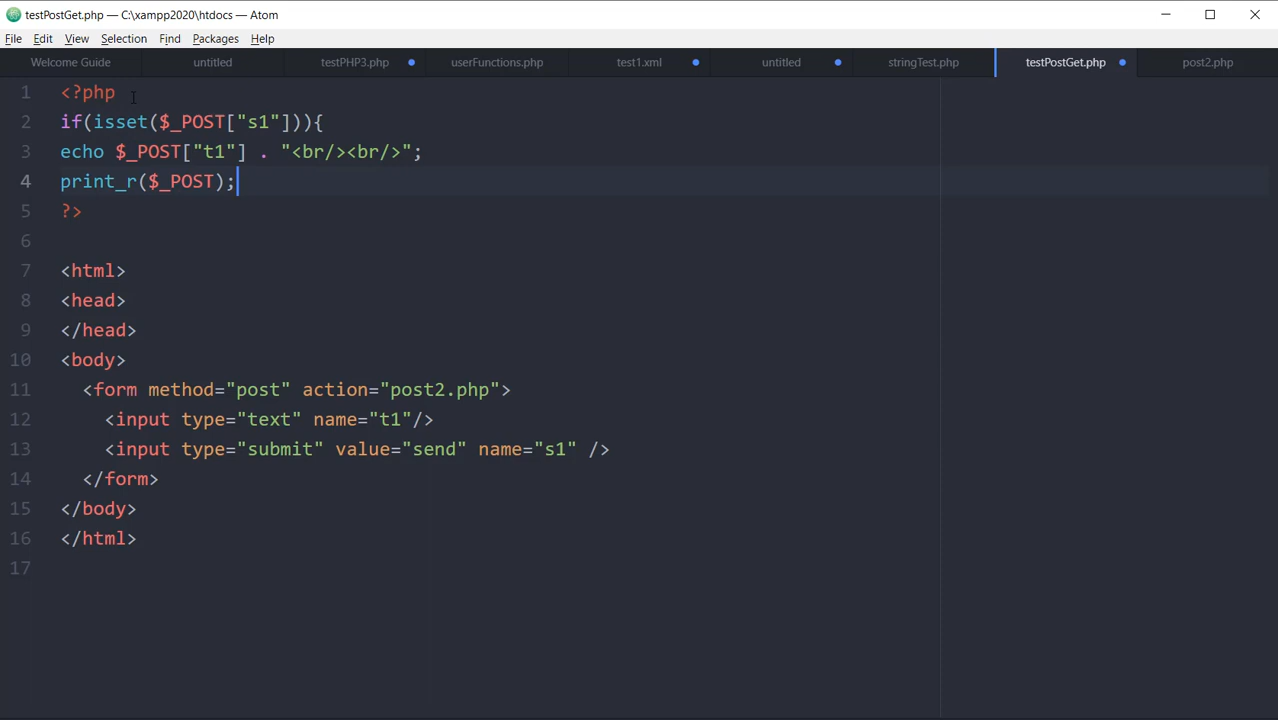 testPostGet.php — C:\xampp2020\htdocs — Atom
File Edit View Selection Find Packages Help
Welcome Guide untitled testPHP3.php userFunctions.php test1.xml untitled stringTest.php testPostGet.php post2.php
1 <?php
2 if(isset($_POST["s1"])){
3 echo $_POST["t1"] . "<br/><br/>";
4 print_r($_POST);
5 ?>
6
7 <html>
8 <head>
9 </head>
10 <body>
11 <form method="post" action="post2.php">
12 <input type="text" name="t1"/>
13 <input type="submit" value="send" name="s1" />
14 </form>
15 </body>
16 </html>
17